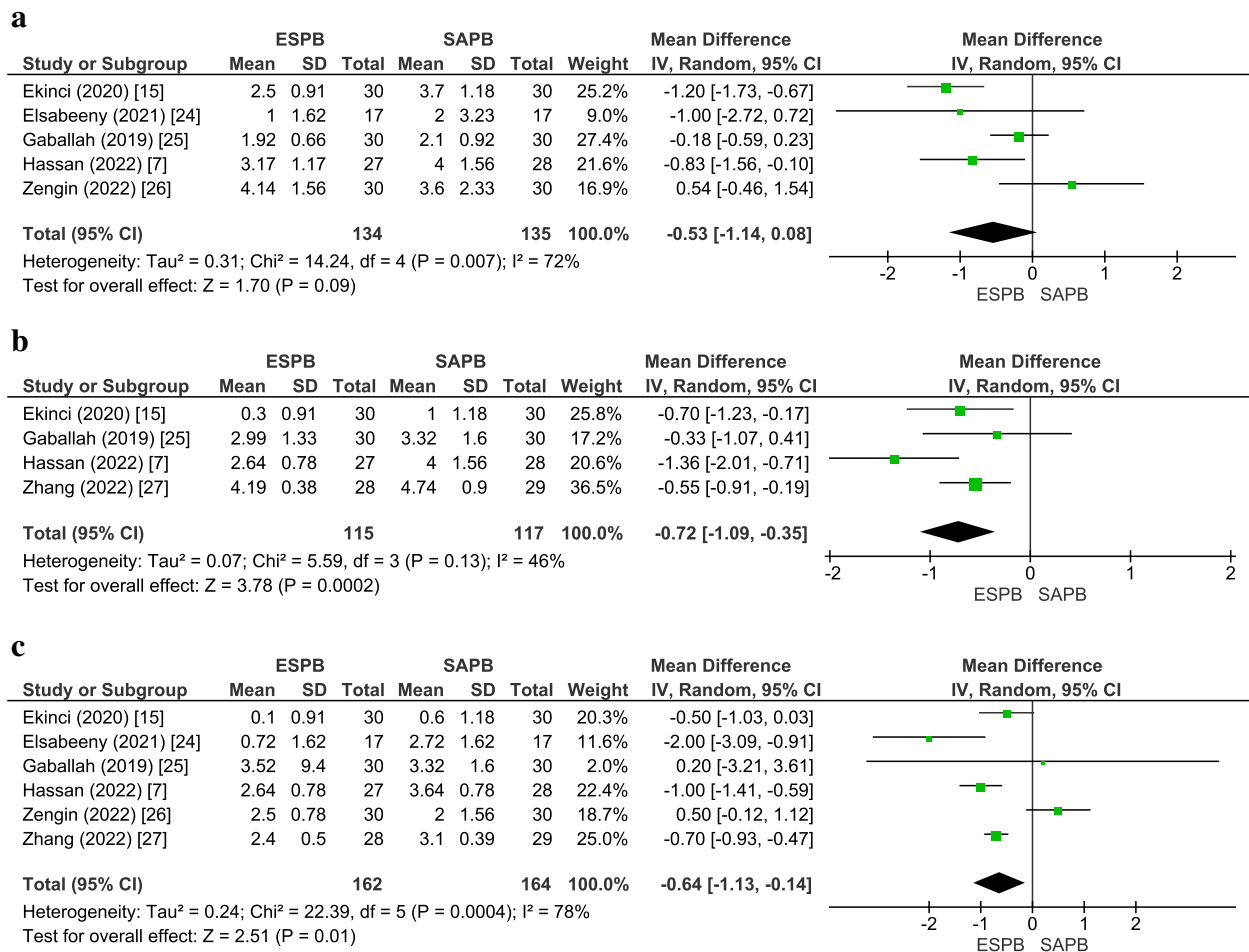 a
ESPB SAPB Mean Difference Mean Difference
Study or Subgroup Mean SD Total Mean SD Total Weight IV, Random, 95% CI IV, Random, 95% CI
Ekinci (2020) [15] 2.5 0.91 30 3.7 1.18 30 25.2% -1.20 [-1.73, -0.67]
Elsabeeny (2021) [24] 1 1.62 17 2 3.23 17 9.0% -1.00 [-2.72, 0.72]
Gaballah (2019) [25] 1.92 0.66 30 2.1 0.92 30 27.4% -0.18 [-0.59, 0.23]
Hassan (2022) [7] 3.17 1.17 27 4 1.56 28 21.6% -0.83 [-1.56, -0.10]
Zengin (2022) [26] 4.14 1.56 30 3.6 2.33 30 16.9% 0.54 [-0.46, 1.54]
Total (95% CI) 134 135 100.0% -0.53 [-1.14, 0.08]
Heterogeneity: Tau² = 0.31; Chi² = 14.24, df = 4 (P = 0.007); I² = 72%
Test for overall effect: Z = 1.70 (P = 0.09)
-2 -1 0 1 2
ESPB SAPB
b
ESPB SAPB Mean Difference Mean Difference
Study or Subgroup Mean SD Total Mean SD Total Weight IV, Random, 95% CI IV, Random, 95% CI
Ekinci (2020) [15] 0.3 0.91 30 1 1.18 30 25.8% -0.70 [-1.23, -0.17]
Gaballah (2019) [25] 2.99 1.33 30 3.32 1.6 30 17.2% -0.33 [-1.07, 0.41]
Hassan (2022) [7] 2.64 0.78 27 4 1.56 28 20.6% -1.36 [-2.01, -0.71]
Zhang (2022) [27] 4.19 0.38 28 4.74 0.9 29 36.5% -0.55 [-0.91, -0.19]
Total (95% CI) 115 117 100.0% -0.72 [-1.09, -0.35]
Heterogeneity: Tau² = 0.07; Chi² = 5.59, df = 3 (P = 0.13); I² = 46%
Test for overall effect: Z = 3.78 (P = 0.0002)
-2 -1 0 1 2
ESPB SAPB
c
ESPB SAPB Mean Difference Mean Difference
Study or Subgroup Mean SD Total Mean SD Total Weight IV, Random, 95% CI IV, Random, 95% CI
Ekinci (2020) [15] 0.1 0.91 30 0.6 1.18 30 20.3% -0.50 [-1.03, 0.03]
Elsabeeny (2021) [24] 0.72 1.62 17 2.72 1.62 17 11.6% -2.00 [-3.09, -0.91]
Gaballah (2019) [25] 3.52 9.4 30 3.32 1.6 30 2.0% 0.20 [-3.21, 3.61]
Hassan (2022) [7] 2.64 0.78 27 3.64 0.78 28 22.4% -1.00 [-1.41, -0.59]
Zengin (2022) [26] 2.5 0.78 30 2 1.56 30 18.7% 0.50 [-0.12, 1.12]
Zhang (2022) [27] 2.4 0.5 28 3.1 0.39 29 25.0% -0.70 [-0.93, -0.47]
Total (95% CI) 162 164 100.0% -0.64 [-1.13, -0.14]
Heterogeneity: Tau² = 0.24; Chi² = 22.39, df = 5 (P = 0.0004); I² = 78%
Test for overall effect: Z = 2.51 (P = 0.01)
-2 -1 0 1 2
ESPB SAPB